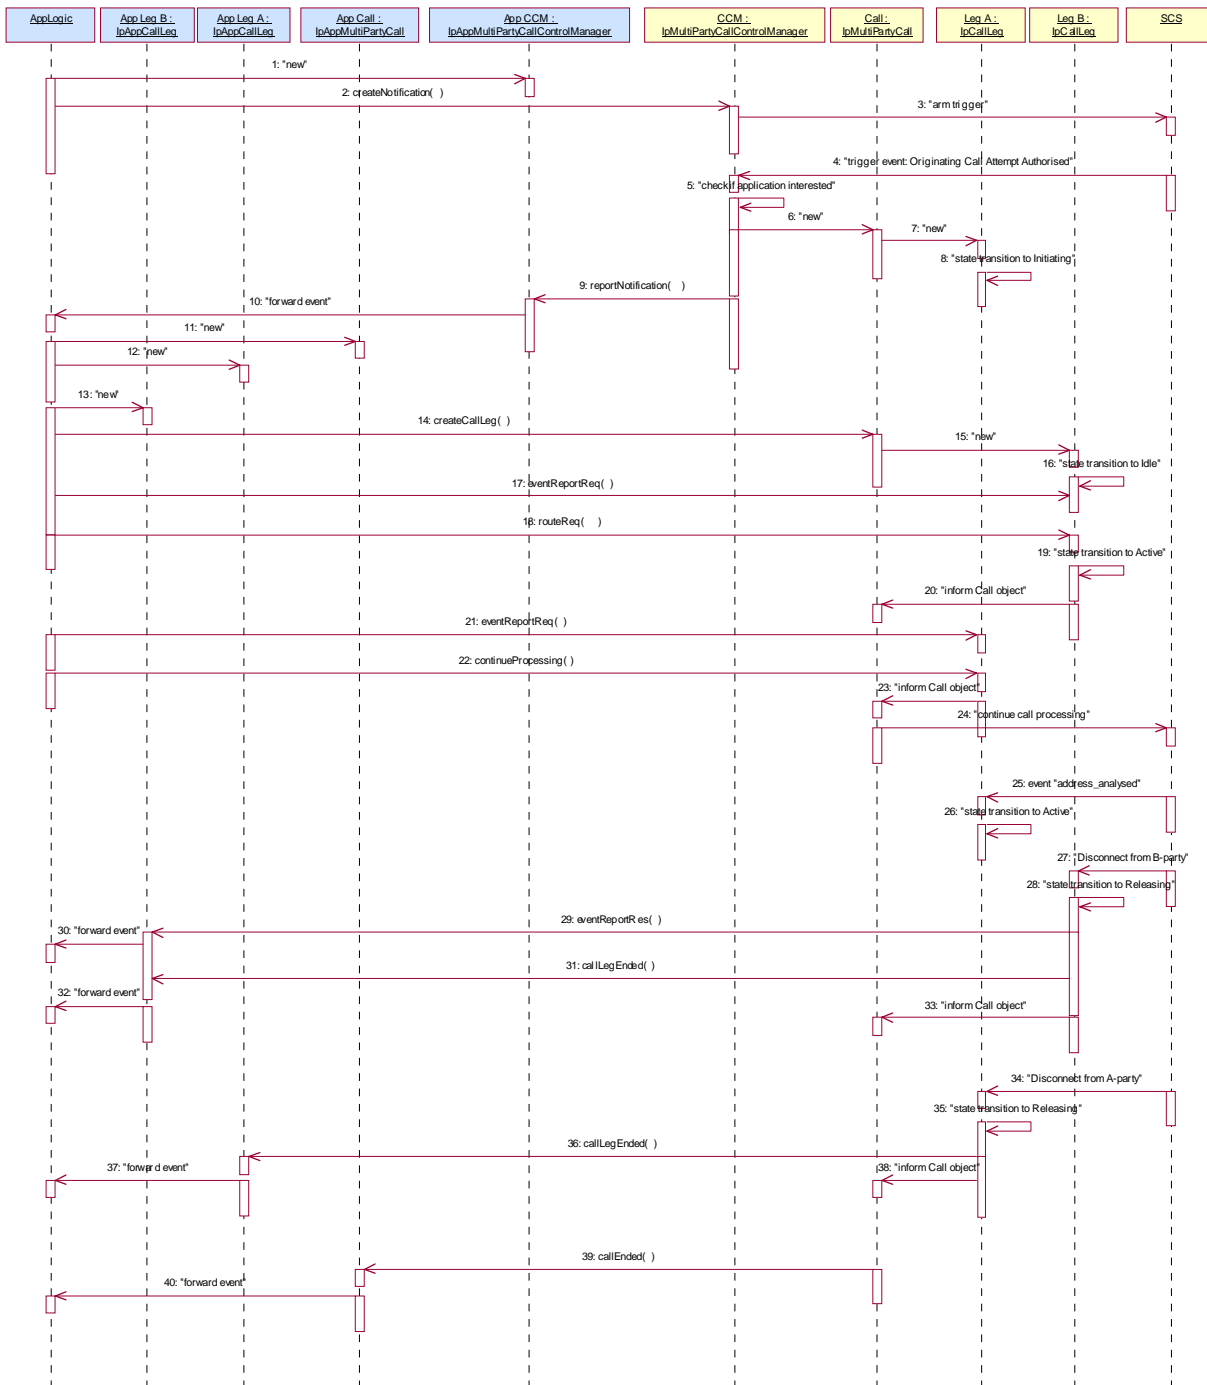 AppLogic
App Leg B :
IpAppCallLeg
App Leg A :
IpAppCallLeg
App Call :
IpAppMultiPartyCall
App CCM :
IpAppMultiPartyCallControlManager
CCM :
IpMultiPartyCallControlManager
Call :
IpMultiPartyCall
Leg A :
IpCallLeg
Leg B :
IpCallLeg
SCS
1: "new"
2: createNotification( )
3: "arm trigger"
4: "trigger event: Originating Call Attempt Authorised"
5: "check if application interested"
6: "new"
7: "new"
8: "state transition to Initiating"
9: reportNotification( )
10: "forward event"
11: "new"
12: "new"
13: "new"
14: createCallLeg( )
15: "new"
16: "state transition to Idle"
17: eventReportReq( )
18: routeReq( )
19: "state transition to Active"
20: "inform Call object"
21: eventReportReq( )
22: continueProcessing( )
23: "inform Call object"
24: "continue call processing"
25: event "address_analysed"
26: "state transition to Active"
27: "Disconnect from B-party"
28: "state transition to Releasing"
29: eventReportRes( )
30: "forward event"
31: callLegEnded( )
32: "forward event"
33: "inform Call object"
34: "Disconnect from A-party"
35: "state transition to Releasing"
36: callLegEnded( )
37: "forward event"
38: "inform Call object"
39: callEnded( )
40: "forward event"